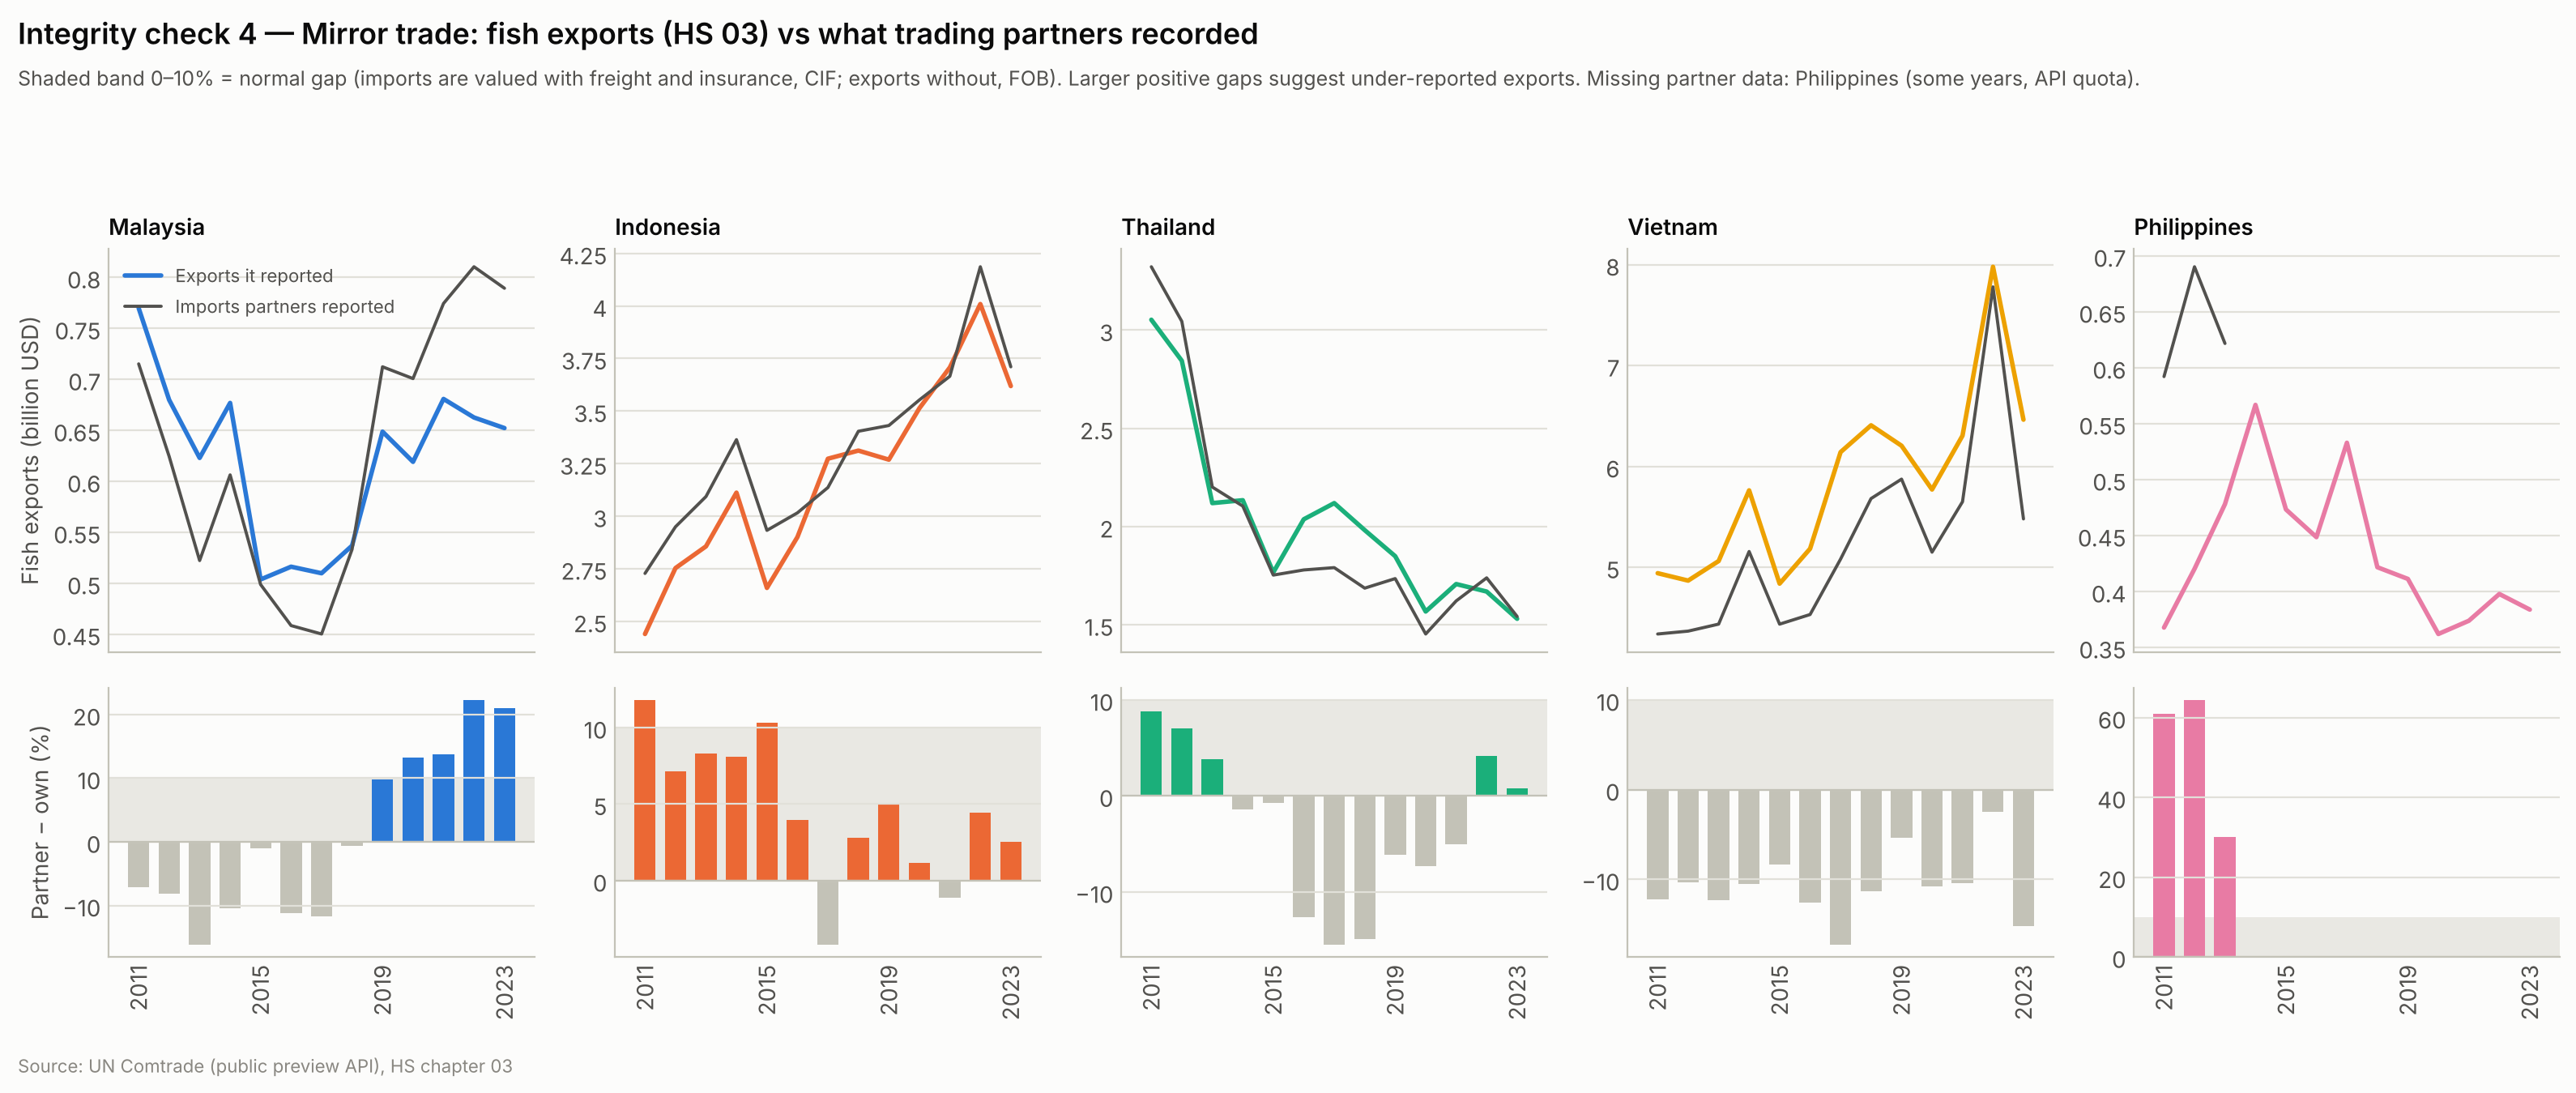 Integrity check 4 — Mirror trade: fish exports (HS 03) vs what trading partners recorded
Shaded band 0–10% = normal gap (imports are valued with freight and insurance, CIF; exports without, FOB). Larger positive gaps suggest under-reported exports. Missing partner data: Philippines (some years, API quota).
Malaysia
Indonesia
Thailand
Vietnam
Philippines
Fish exports (billion USD)
Exports it reported
Imports partners reported
0.8
0.75
0.7
0.65
0.6
0.55
0.5
0.45
4.25
4
3.75
3.5
3.25
3
2.75
2.5
3
2.5
2
1.5
8
7
6
5
0.7
0.65
0.6
0.55
0.5
0.45
0.4
0.35
Partner − own (%)
20
10
0
−10
10
5
0
10
0
−10
10
0
−10
60
40
20
0
2011 2015 2019 2023
2011 2015 2019 2023
2011 2015 2019 2023
2011 2015 2019 2023
2011 2015 2019 2023
Source: UN Comtrade (public preview API), HS chapter 03